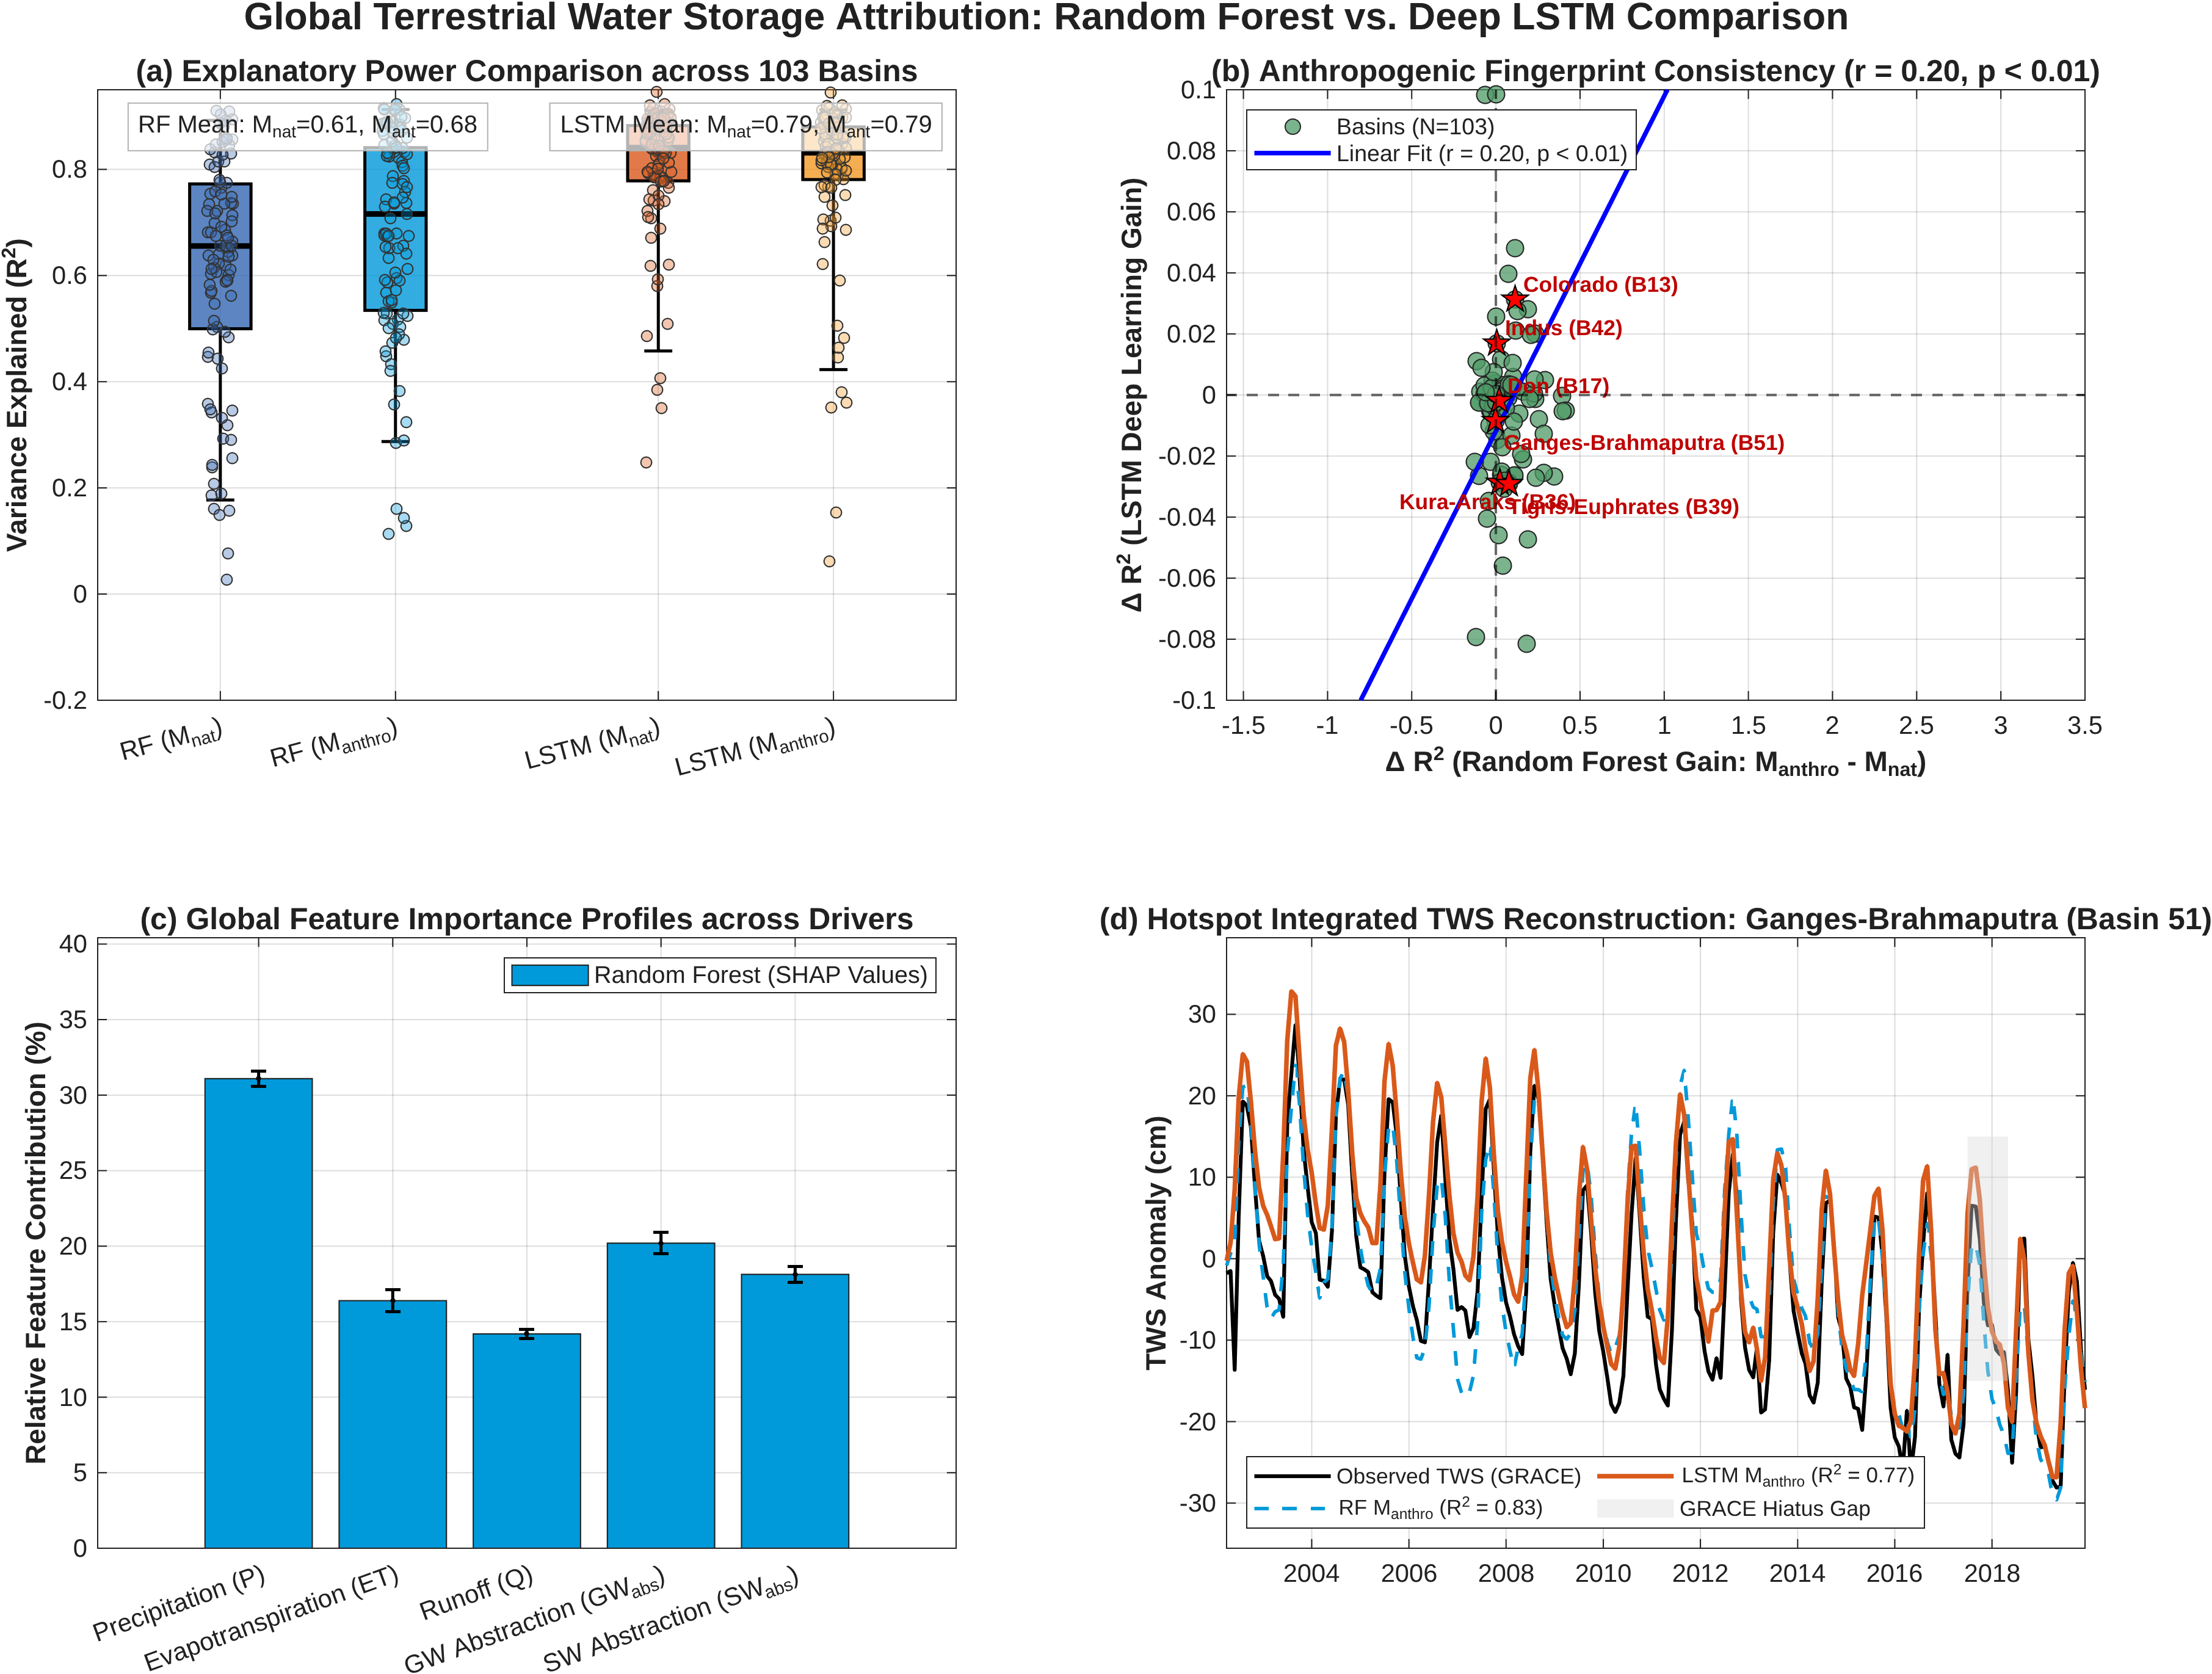 Global Terrestrial Water Storage Attribution: Random Forest vs. Deep LSTM Comparison
(a) Explanatory Power Comparison across 103 Basins
RF Mean: Mnat=0.61, Mant=0.68
LSTM Mean: Mnat=0.79, Mant=0.79
Variance Explained (R2)
0.8
0.6
0.4
0.2
0
-0.2
RF (Mnat)
RF (Manthro)
LSTM (Mnat)
LSTM (Manthro)
(b) Anthropogenic Fingerprint Consistency (r = 0.20, p < 0.01)
Basins (N=103)
Linear Fit (r = 0.20, p < 0.01)
Δ R2 (LSTM Deep Learning Gain)
0.1
0.08
0.06
0.04
0.02
0
-0.02
-0.04
-0.06
-0.08
-0.1
Colorado (B13)
Indus (B42)
Don (B17)
Ganges-Brahmaputra (B51)
Kura-Araks (B36)
Tigris-Euphrates (B39)
-1.5 -1 -0.5 0 0.5 1 1.5 2 2.5 3 3.5
Δ R2 (Random Forest Gain: Manthro - Mnat)
(c) Global Feature Importance Profiles across Drivers
Random Forest (SHAP Values)
Relative Feature Contribution (%)
40
35
30
25
20
15
10
5
0
Precipitation (P)
Evapotranspiration (ET)
Runoff (Q)
GW Abstraction (GWabs)
SW Abstraction (SWabs)
(d) Hotspot Integrated TWS Reconstruction: Ganges-Brahmaputra (Basin 51)
TWS Anomaly (cm)
30
20
10
0
-10
-20
-30
Observed TWS (GRACE)
LSTM Manthro (R2 = 0.77)
RF Manthro (R2 = 0.83)
GRACE Hiatus Gap
2004 2006 2008 2010 2012 2014 2016 2018